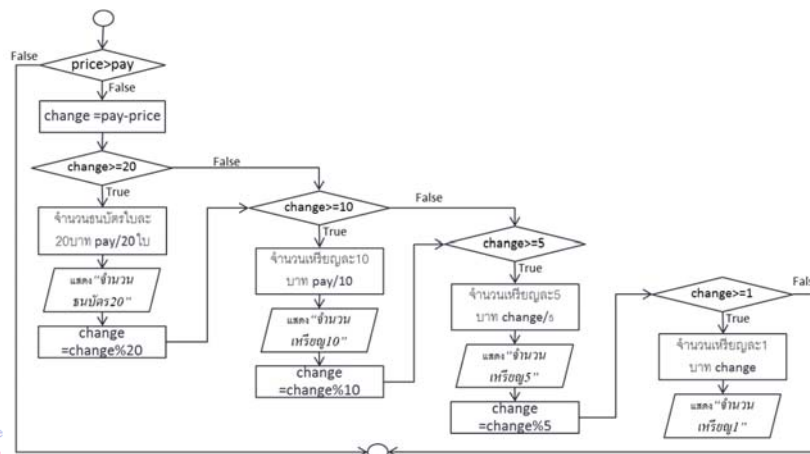 False
price>pay
False
change =pay-price
change>=20
False
True
จำนวนธนบัตรใบละ
20บาท pay/20ใบ
แสดง"จำนวน
ธนบัตร20"
change
=change%20
change>=10
False
True
จำนวนเหรียญละ10
บาท pay/10
แสดง"จำนวน
เหรียญ10"
change
=change%10
change>=5
True
จำนวนเหรียญละ5
บาท change/5
แสดง"จำนวน
เหรียญ5"
change
=change%5
change>=1
True
จำนวนเหรียญละ1
บาท change
แสดง"จำนวน
เหรียญ1"